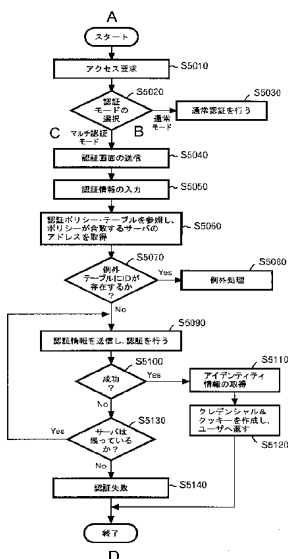 A
スタート
アクセス要求
S5010
認証
モードの
選択
S5020
通常
モード
通常認証を行う
S5030
C
B
マルチ認証
モード
認証画面の送信
S5040
認証情報の入力
S5050
認証ポリシー・テーブルを参照し、
ポリシーが合致するサーバの
アドレスを取得
S5060
例外
テーブルにIDが
存在するか
?
S5070
Yes
例外処理
S5080
No
認証情報を送信し、認証を行う
S5090
成功
?
S5100
Yes
アイデンティティ
情報の取得
S5110
No
クレデンシャル&
クッキーを作成し、
ユーザへ返す
S5120
サーバは
残っている
か?
S5130
Yes
No
認証失敗
S5140
終了
D